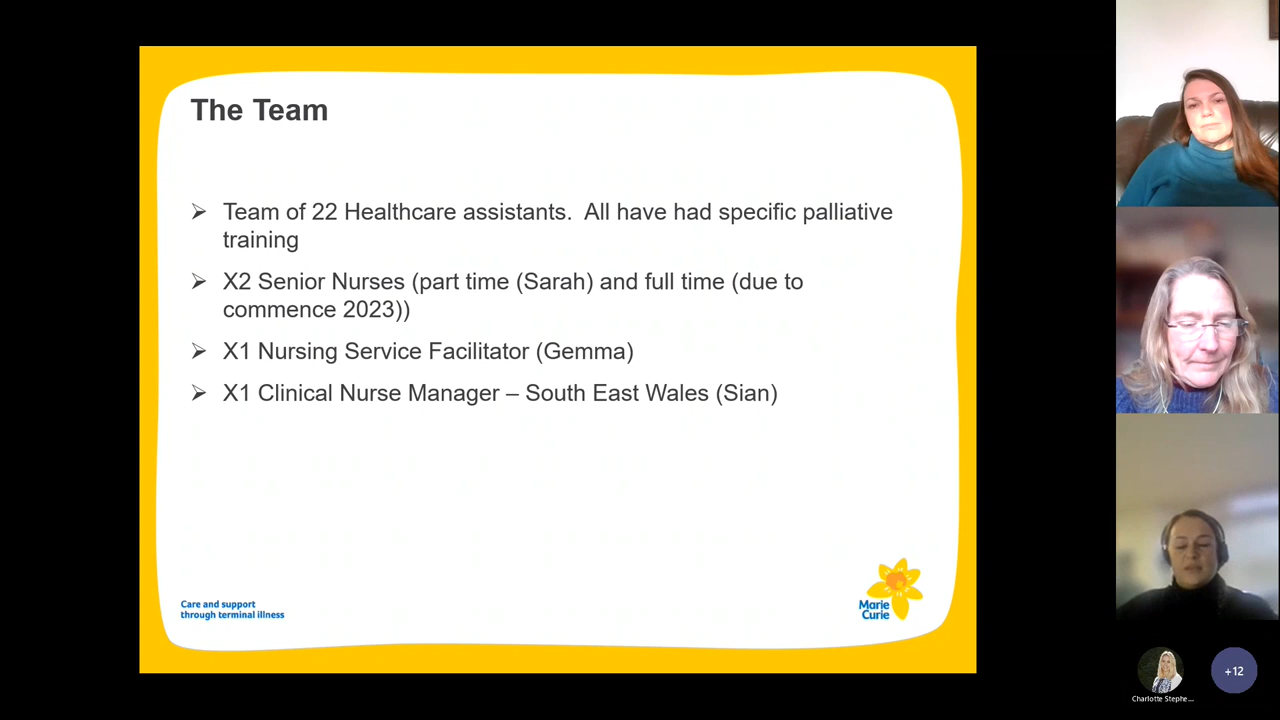 The Team
➢ Team of 22 Healthcare assistants.  All have had specific palliative
training
➢ X2 Senior Nurses (part time (Sarah) and full time (due to
commence 2023))
➢ X1 Nursing Service Facilitator (Gemma)
➢ X1 Clinical Nurse Manager – South East Wales (Sian)
Care and support
through terminal illness
Marie
Curie
+12
Charlotte Stephe...